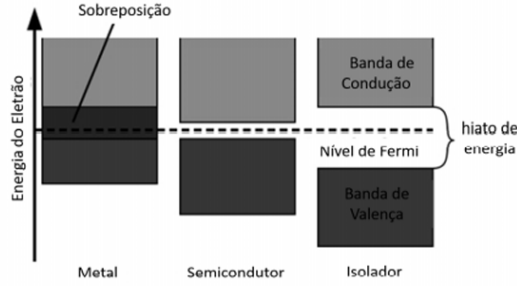 Sobreposição
Energia do Eletrão
Banda de
Condução
hiato de
energia
Nível de Fermi
Banda de
Valença
Metal
Semicondutor
Isolador